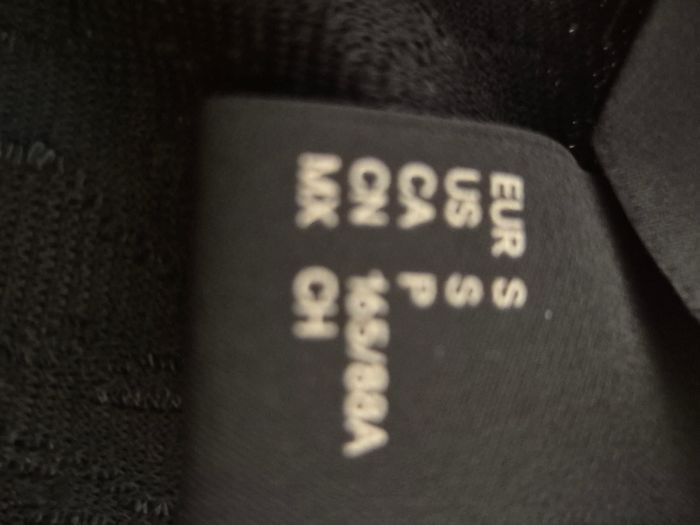 EUR S
US S
CA P
CN 165/88A
MX CH